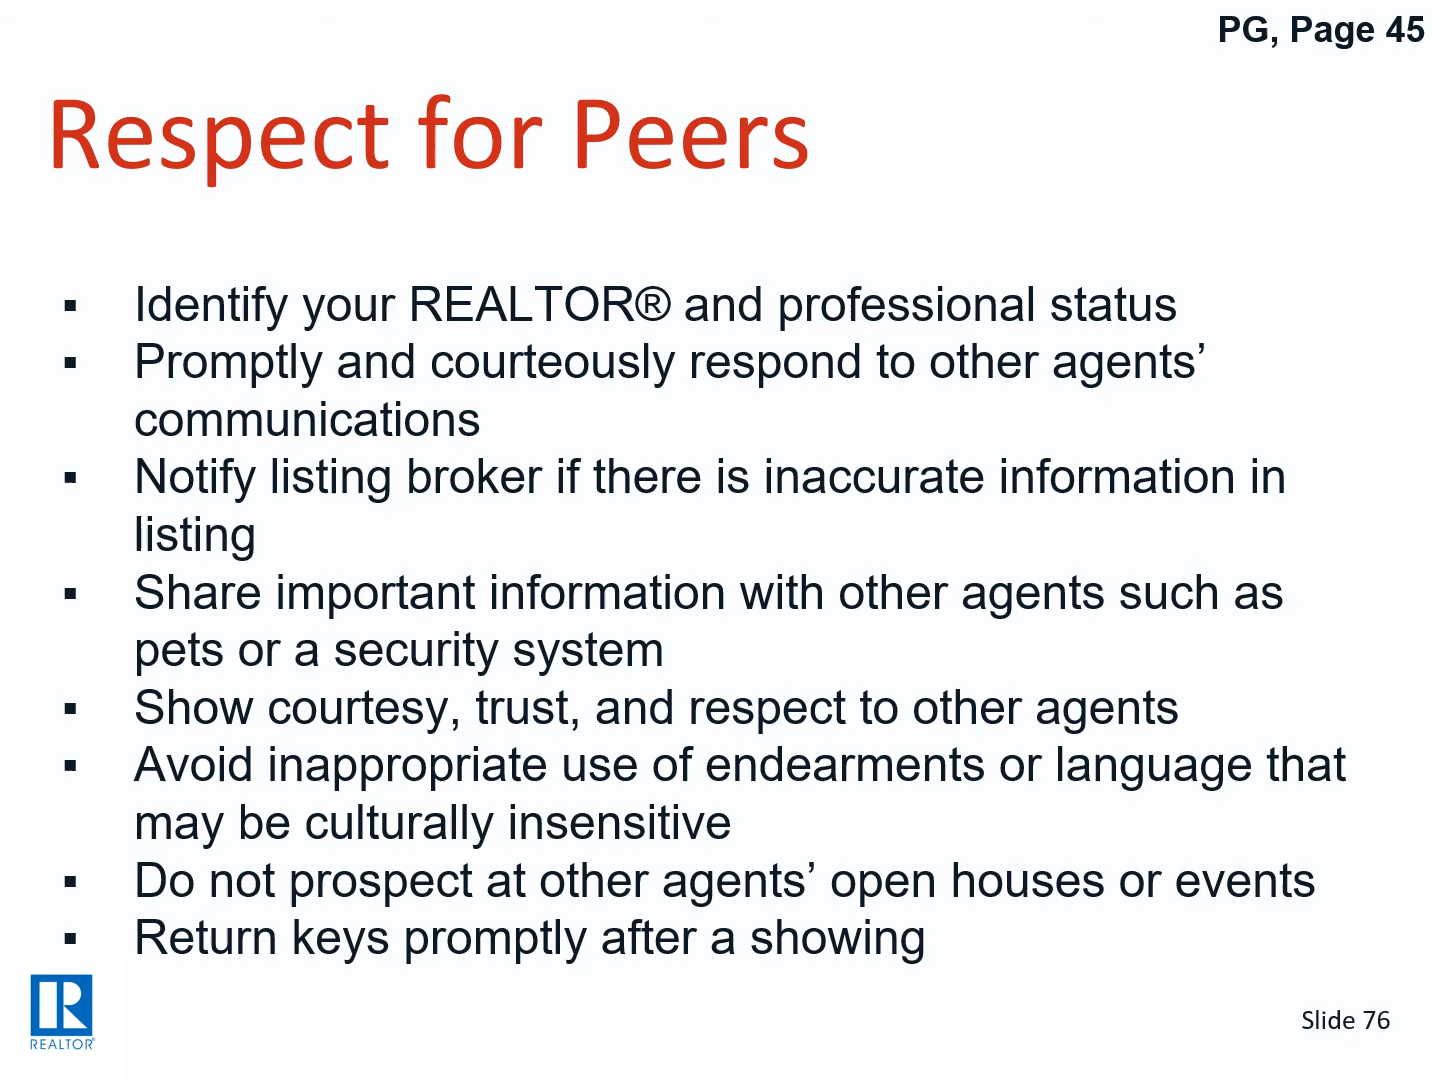 PG, Page 45
Respect for Peers
▪ Identify your REALTOR® and professional status
▪ Promptly and courteously respond to other agents’
communications
▪ Notify listing broker if there is inaccurate information in
listing
▪ Share important information with other agents such as
pets or a security system
▪ Show courtesy, trust, and respect to other agents
▪ Avoid inappropriate use of endearments or language that
may be culturally insensitive
▪ Do not prospect at other agents’ open houses or events
▪ Return keys promptly after a showing
R
REALTOR®
Slide 76